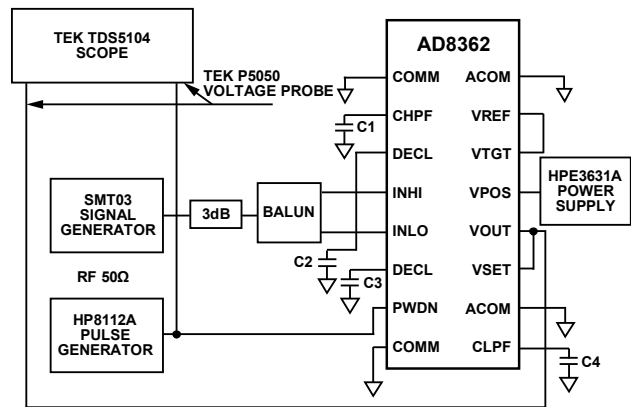 TEK TDS5104
SCOPE
TEK P5050
VOLTAGE PROBE
SMT03
SIGNAL
GENERATOR
3dB
BALUN
RF 50Ω
HP8112A
PULSE
GENERATOR
C1
C2
C3
AD8362
COMM
CHPF
DECL
INHI
INLO
DECL
PWDN
COMM
ACOM
VREF
VTGT
VPOS
VOUT
VSET
ACOM
CLPF
HPE3631A
POWER
SUPPLY
C4